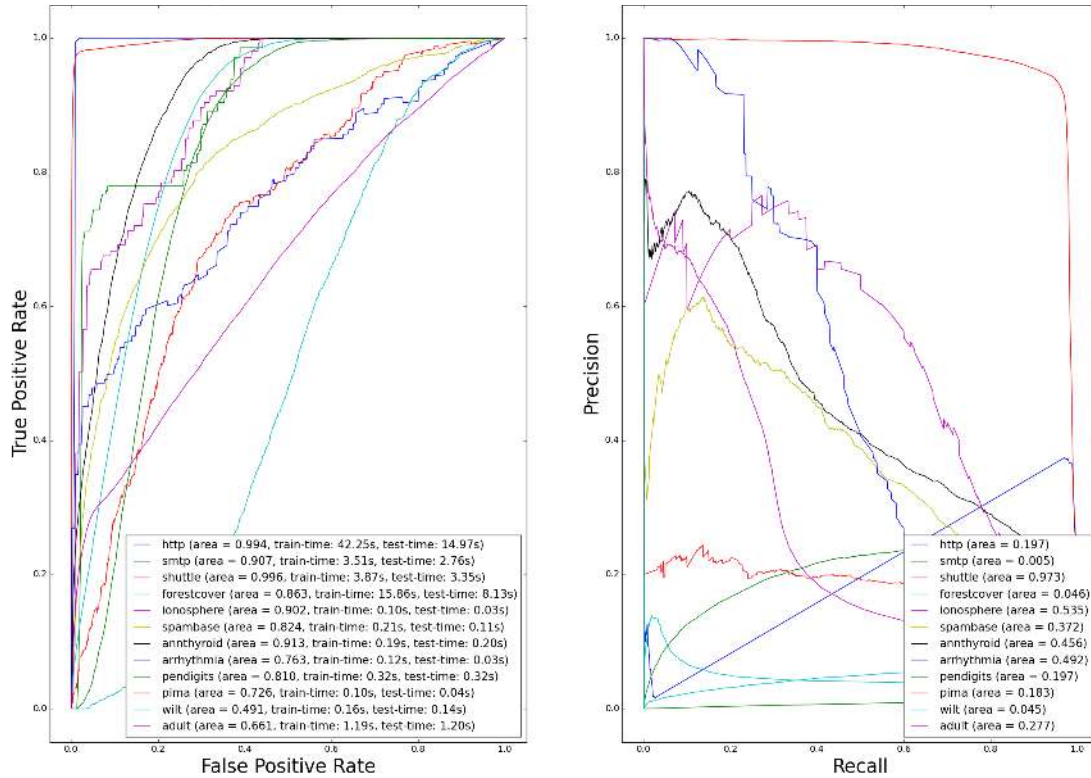 1.0
0.8
0.6
0.4
0.2
0.0
True Positive Rate
0.0
0.2
0.4
0.6
0.8
1.0
False Positive Rate
http (area = 0.994, train-time: 42.25s, test-time: 14.97s)
smtp (area = 0.907, train-time: 3.51s, test-time: 2.76s)
shuttle (area = 0.996, train-time: 3.87s, test-time: 3.35s)
forestcover (area = 0.863, train-time: 15.86s, test-time: 8.13s)
ionosphere (area = 0.902, train-time: 0.10s, test-time: 0.03s)
spambase (area = 0.824, train-time: 0.21s, test-time: 0.11s)
annthyroid (area = 0.913, train-time: 0.19s, test-time: 0.20s)
arrhythmia (area = 0.763, train-time: 0.12s, test-time: 0.03s)
pendigits (area = 0.810, train-time: 0.32s, test-time: 0.32s)
pima (area = 0.726, train-time: 0.10s, test-time: 0.04s)
wilt (area = 0.491, train-time: 0.16s, test-time: 0.14s)
adult (area = 0.661, train-time: 1.19s, test-time: 1.20s)
1.0
0.8
0.6
0.4
0.2
0.0
Precision
0.0
0.2
0.4
0.6
0.8
1.0
Recall
http (area = 0.197)
smtp (area = 0.005)
shuttle (area = 0.973)
forestcover (area = 0.046)
ionosphere (area = 0.535)
spambase (area = 0.372)
annthyroid (area = 0.456)
arrhythmia (area = 0.492)
pendigits (area = 0.197)
pima (area = 0.183)
wilt (area = 0.045)
adult (area = 0.277)